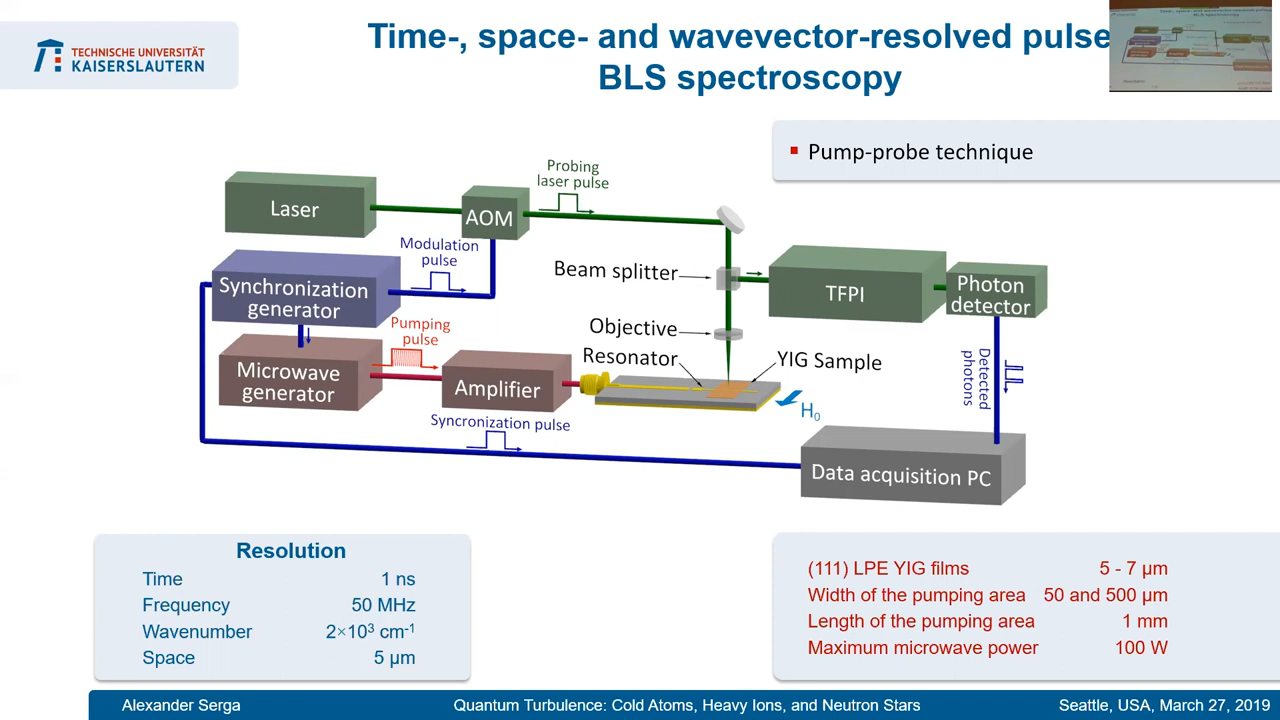 TECHNISCHE UNIVERSITÄT
KAISERSLAUTERN
Time-, space- and wavevector-resolved pulse
BLS spectroscopy
Pump-probe technique
Probing
laser pulse
Laser
AOM
Modulation
pulse
Beam splitter
Synchronization
generator
TFPI
Photon
detector
Pumping
pulse
Objective
Resonator
YIG Sample
Microwave
generator
Amplifier
H0
Detected
photons
Syncronization pulse
Data acquisition PC
Resolution
Time 1 ns
Frequency 50 MHz
Wavenumber 2×10³ cm⁻¹
Space 5 µm
(111) LPE YIG films 5 - 7 µm
Width of the pumping area 50 and 500 µm
Length of the pumping area 1 mm
Maximum microwave power 100 W
Alexander Serga
Quantum Turbulence: Cold Atoms, Heavy Ions, and Neutron Stars
Seattle, USA, March 27, 2019